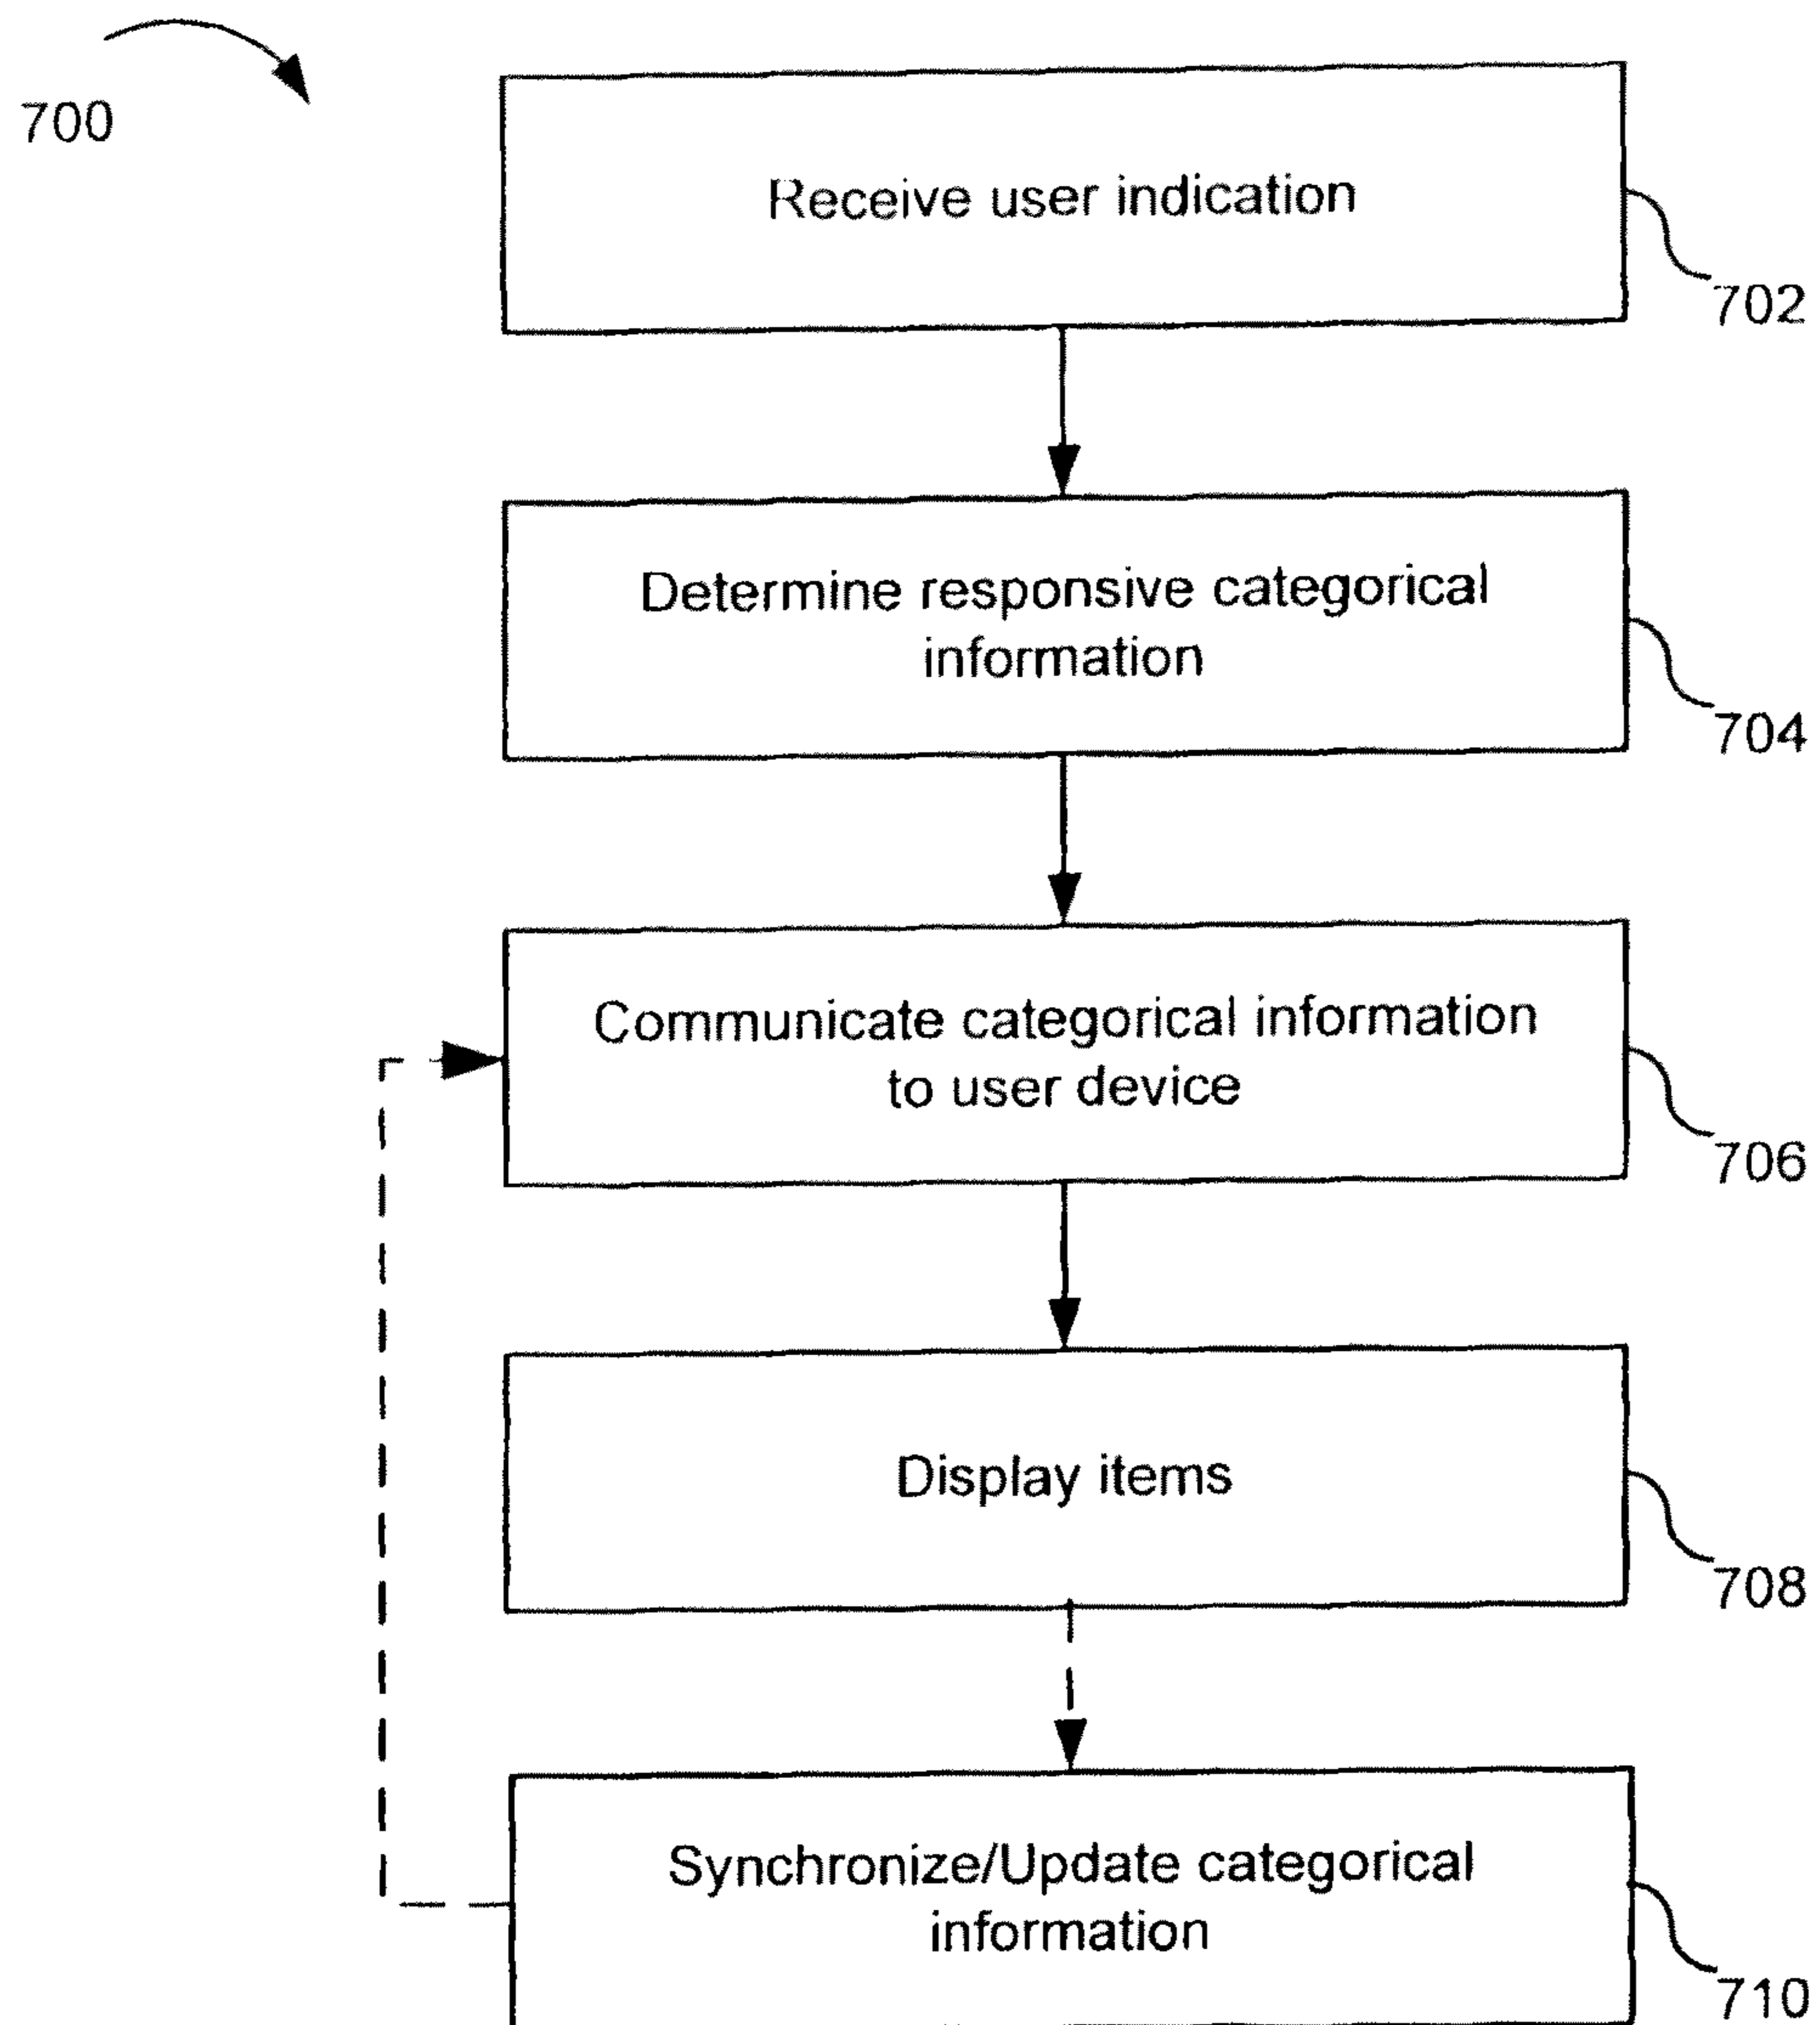 700
Receive user indication
702
Determine responsive categorical
information
704
Communicate categorical information
to user device
706
Display items
708
Synchronize/Update categorical
information
710